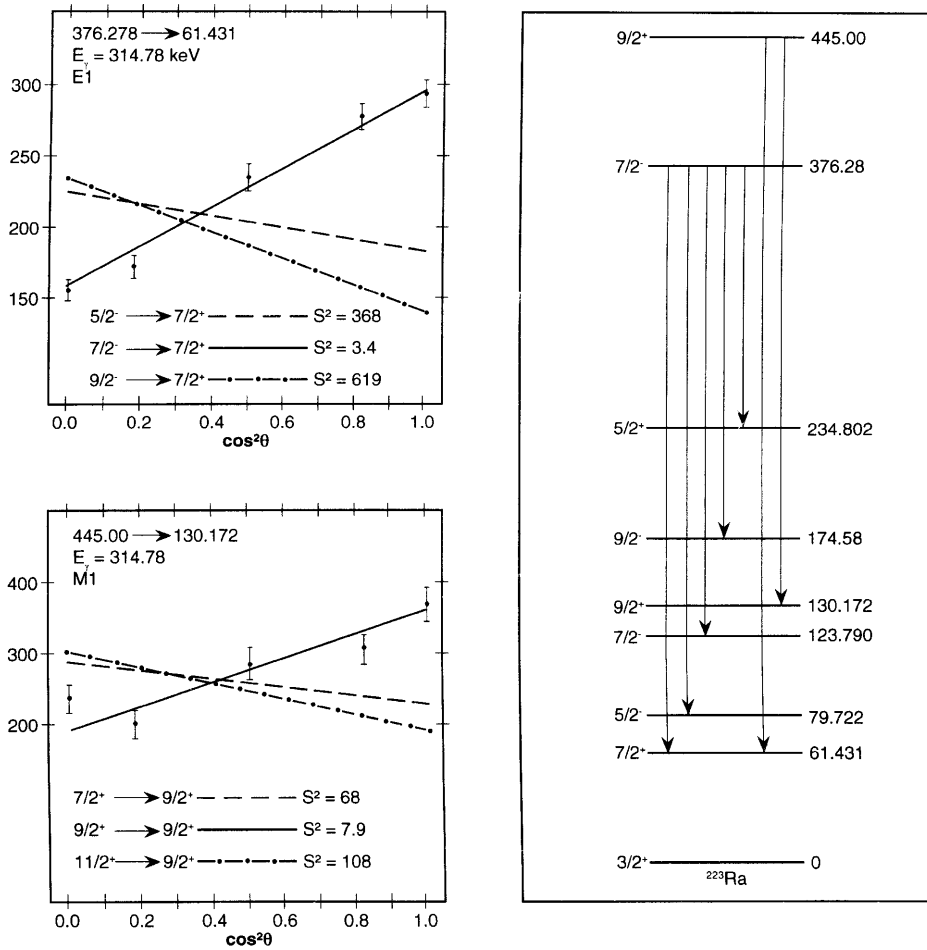 376.278 → 61.431
Eγ = 314.78 keV
E1
300
250
200
150
5/2⁻ → 7/2⁺ S² = 368
7/2⁻ → 7/2⁺ S² = 3.4
9/2⁻ → 7/2⁺ S² = 619
0.0 0.2 0.4 0.6 0.8 1.0
cos²θ
445.00 → 130.172
Eγ = 314.78
M1
400
300
200
7/2⁺ → 9/2⁺ S² = 68
9/2⁺ → 9/2⁺ S² = 7.9
11/2⁺ → 9/2⁺ S² = 108
0.0 0.2 0.4 0.6 0.8 1.0
cos²θ
9/2⁺ 445.00
7/2⁻ 376.28
5/2⁺ 234.802
9/2⁻ 174.58
9/2⁺ 130.172
7/2⁻ 123.790
5/2⁻ 79.722
7/2⁺ 61.431
3/2⁺ 0
²²³Ra